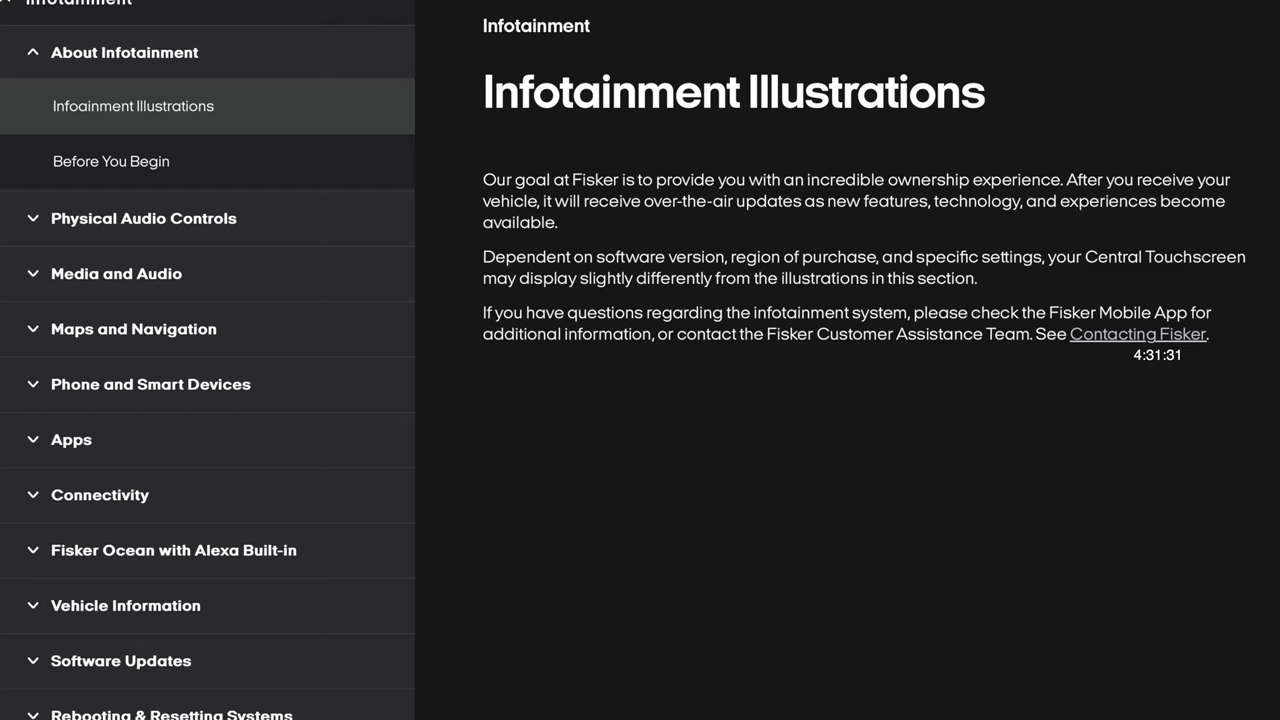 Infotainment
About Infotainment
Infoainment Illustrations
Before You Begin
Physical Audio Controls
Media and Audio
Maps and Navigation
Phone and Smart Devices
Apps
Connectivity
Fisker Ocean with Alexa Built-in
Vehicle Information
Software Updates
Rebooting & Resetting Systems
Infotainment
Infotainment Illustrations
Our goal at Fisker is to provide you with an incredible ownership experience. After you receive your
vehicle, it will receive over-the-air updates as new features, technology, and experiences become
available.
Dependent on software version, region of purchase, and specific settings, your Central Touchscreen
may display slightly differently from the illustrations in this section.
If you have questions regarding the infotainment system, please check the Fisker Mobile App for
additional information, or contact the Fisker Customer Assistance Team. See Contacting Fisker.
4:31:31